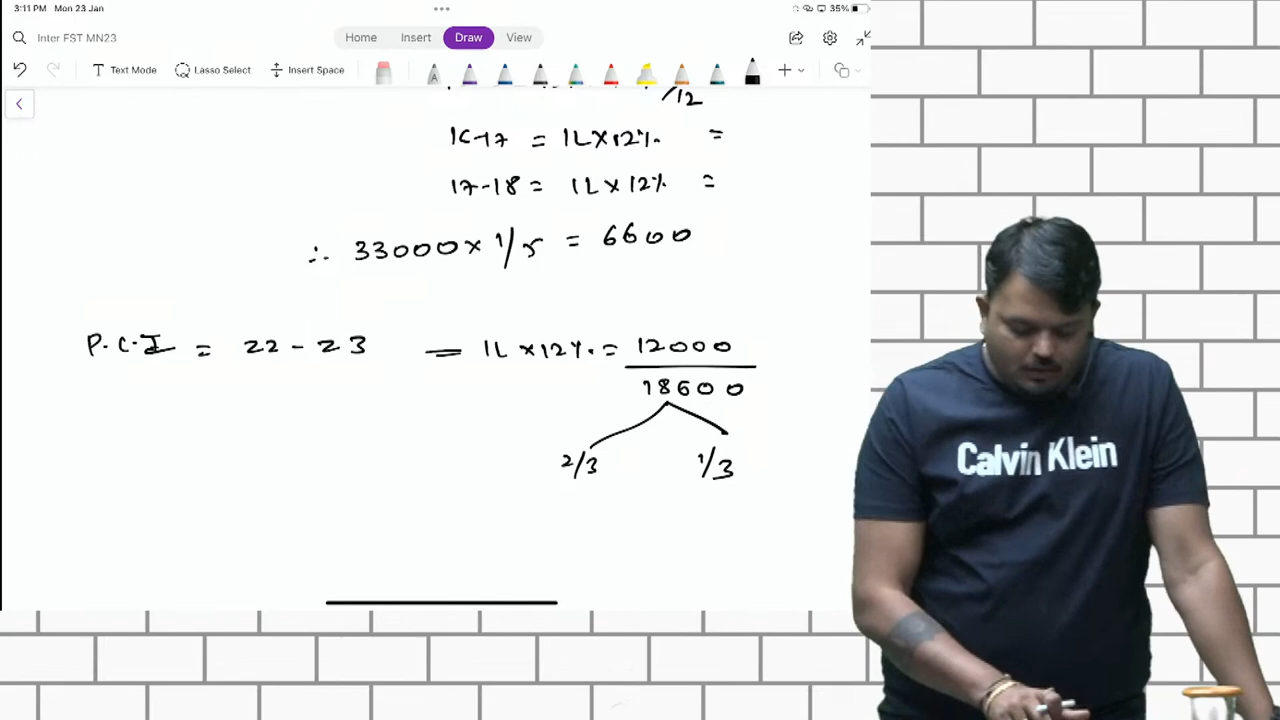 3:11 PM Mon 23 Jan
35%
Inter FST MN23
Home Insert Draw View
Text Mode Lasso Select Insert Space
/12
16-17 = 1L×12% =
17-18 = 1L×12% =
∴ 33000×1/5 = 6600
P.C.I = 22-23 — 1L×12% = 12000
18600
2/3 1/3
Calvin Klein